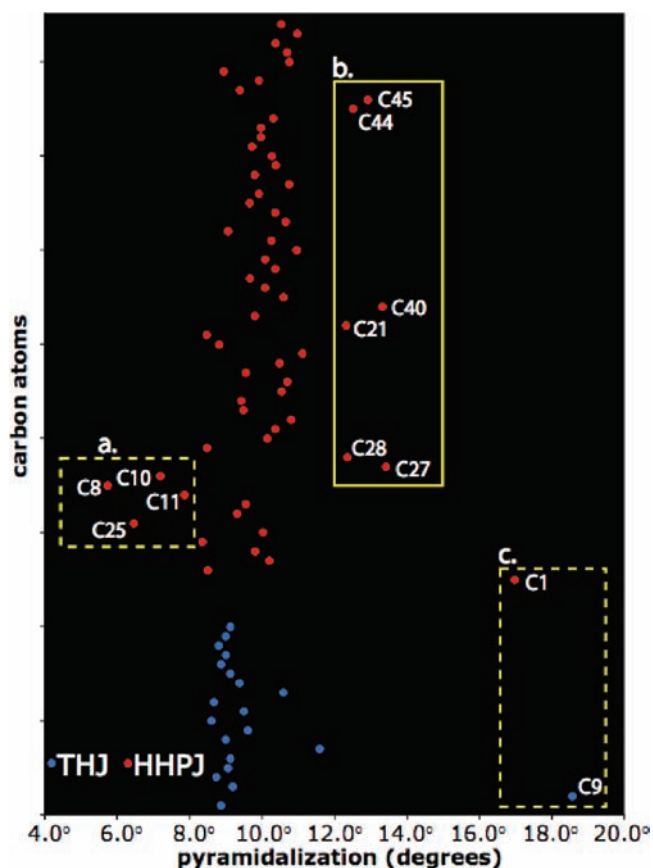 b.
C45
C44
C40
C21
carbon atoms
C28
C27
a.
C10
C8
C11
C25
c.
C1
THJ HHPJ
C9
4.0° 6.0° 8.0° 10.0° 12.0° 14.0° 16.0° 18.0° 20.0°
pyramidalization (degrees)